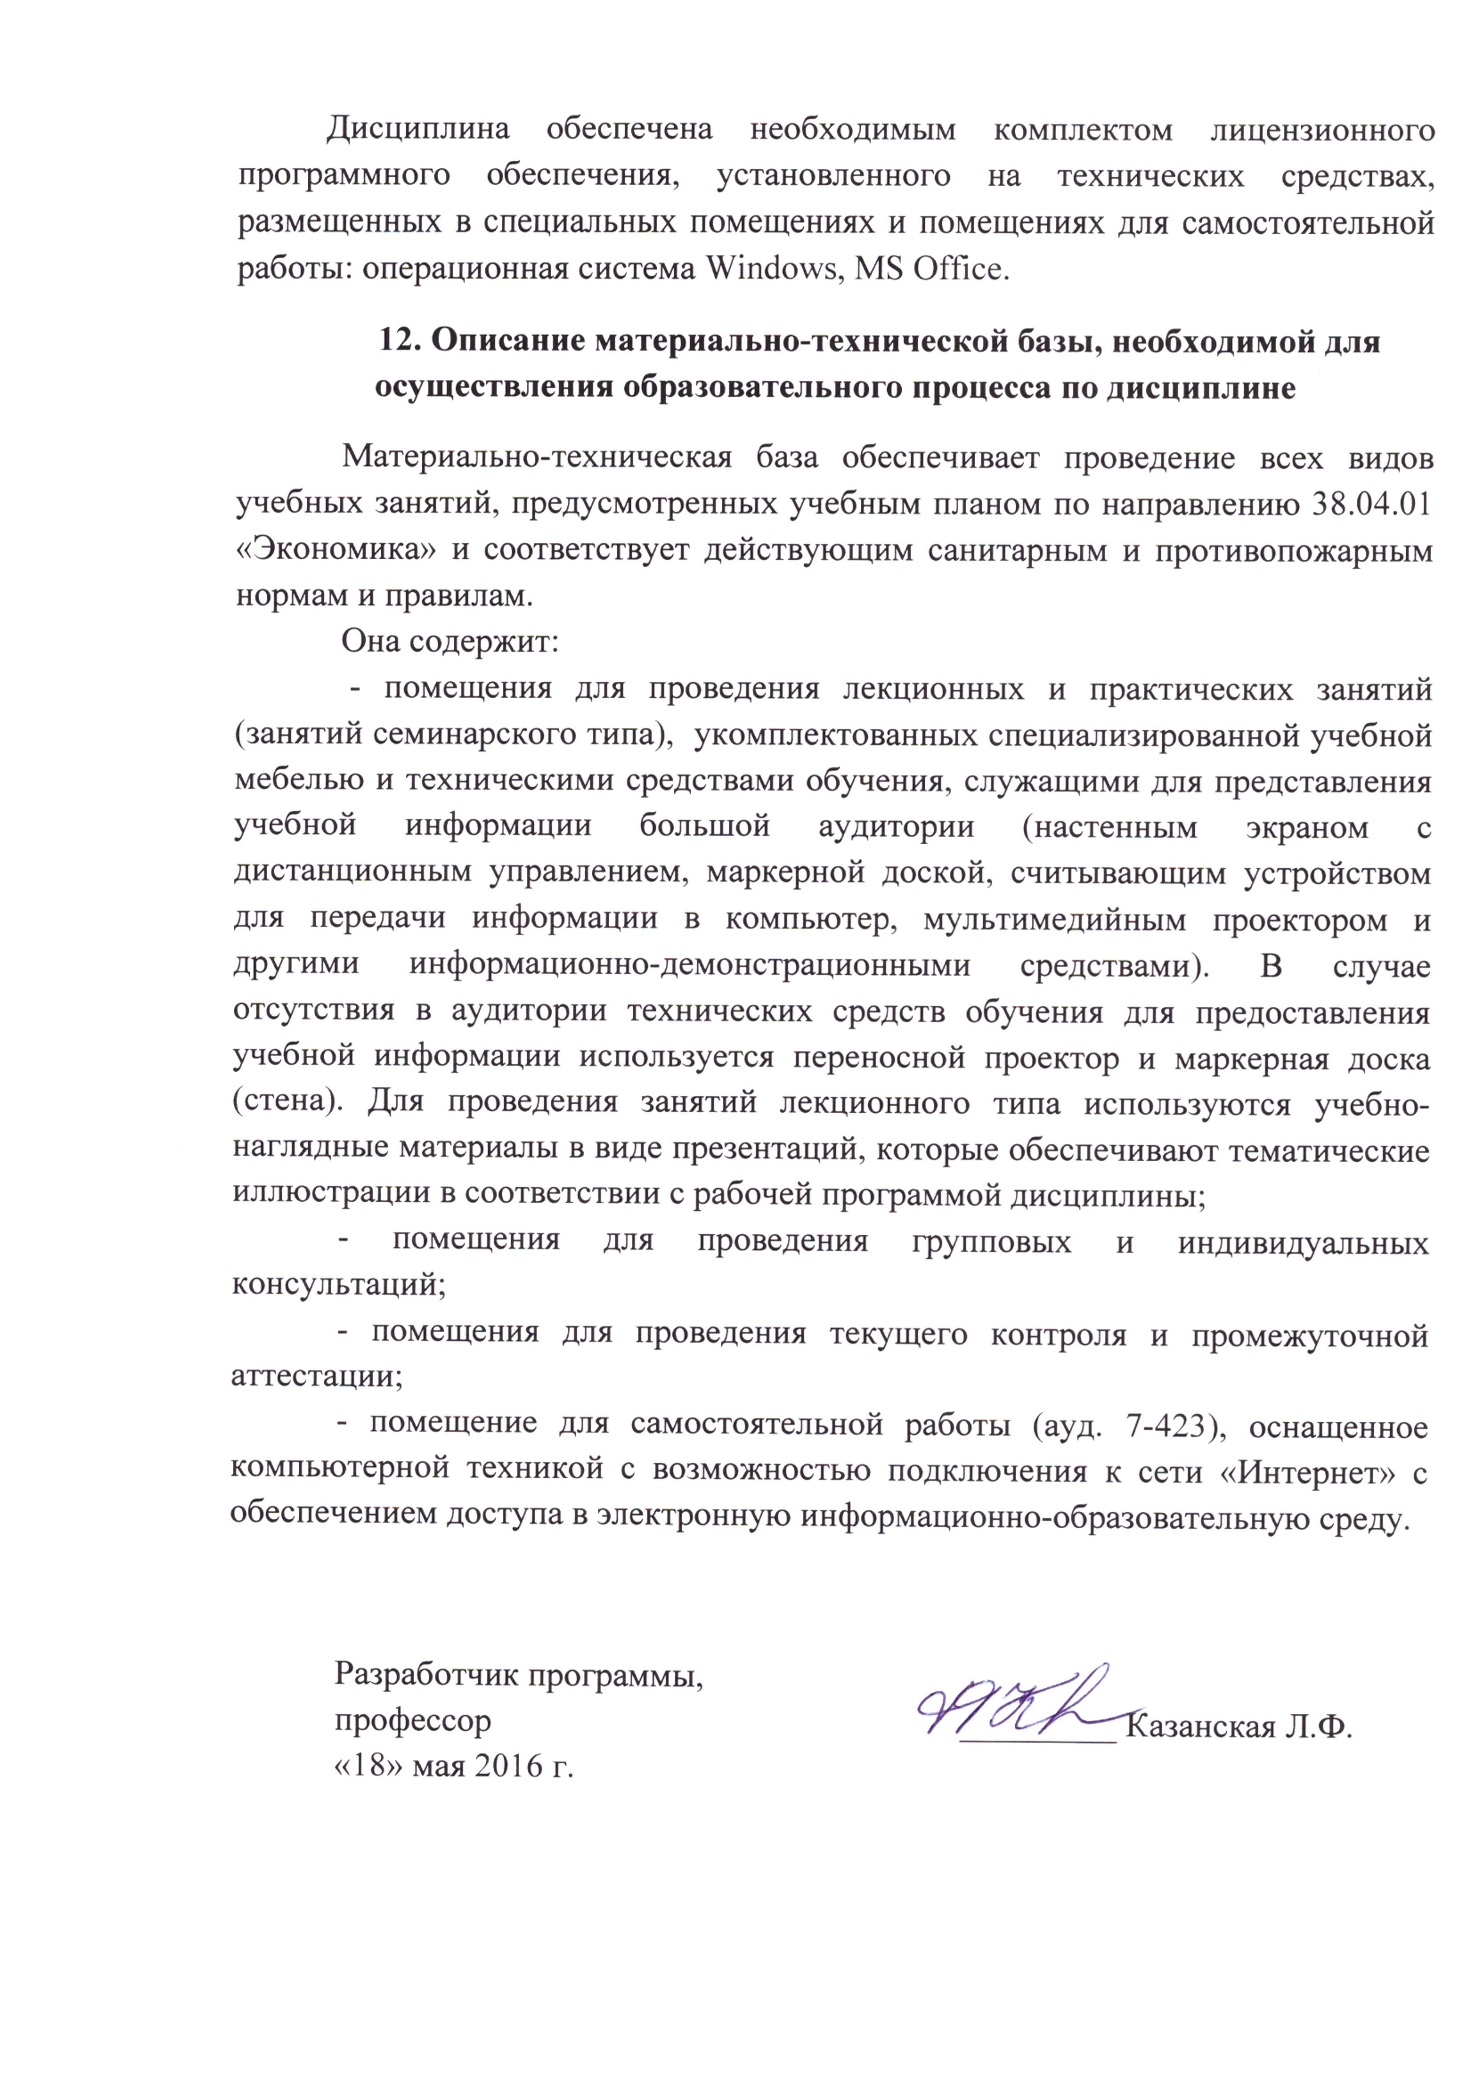 Дисциплина обеспечена необходимым комплектом лицензионного
программного обеспечения, установленного на технических средствах,
размещенных в специальных помещениях и помещениях для самостоятельной
работы: операционная система Windows, MS Office.
12. Описание материально-технической базы, необходимой для
осуществления образовательного процесса по дисциплине
Материально-техническая база обеспечивает проведение всех видов
учебных занятий, предусмотренных учебным планом по направлению 38.04.01
«Экономика» и соответствует действующим санитарным и противопожарным
нормам и правилам.
Она содержит:
- помещения для проведения лекционных и практических занятий
(занятий семинарского типа), укомплектованных специализированной учебной
мебелью и техническими средствами обучения, служащими для представления
учебной информации большой аудитории (настенным экраном с
дистанционным управлением, маркерной доской, считывающим устройством
для передачи информации в компьютер, мультимедийным проектором и
другими информационно-демонстрационными средствами). В случае
отсутствия в аудитории технических средств обучения для предоставления
учебной информации используется переносной проектор и маркерная доска
(стена). Для проведения занятий лекционного типа используются учебно-
наглядные материалы в виде презентаций, которые обеспечивают тематические
иллюстрации в соответствии с рабочей программой дисциплины;
- помещения для проведения групповых и индивидуальных
консультаций;
- помещения для проведения текущего контроля и промежуточной
аттестации;
- помещение для самостоятельной работы (ауд. 7-423), оснащенное
компьютерной техникой с возможностью подключения к сети «Интернет» с
обеспечением доступа в электронную информационно-образовательную среду.
Разработчик программы,
профессор
Казанская Л.Ф.
«18» мая 2016 г.